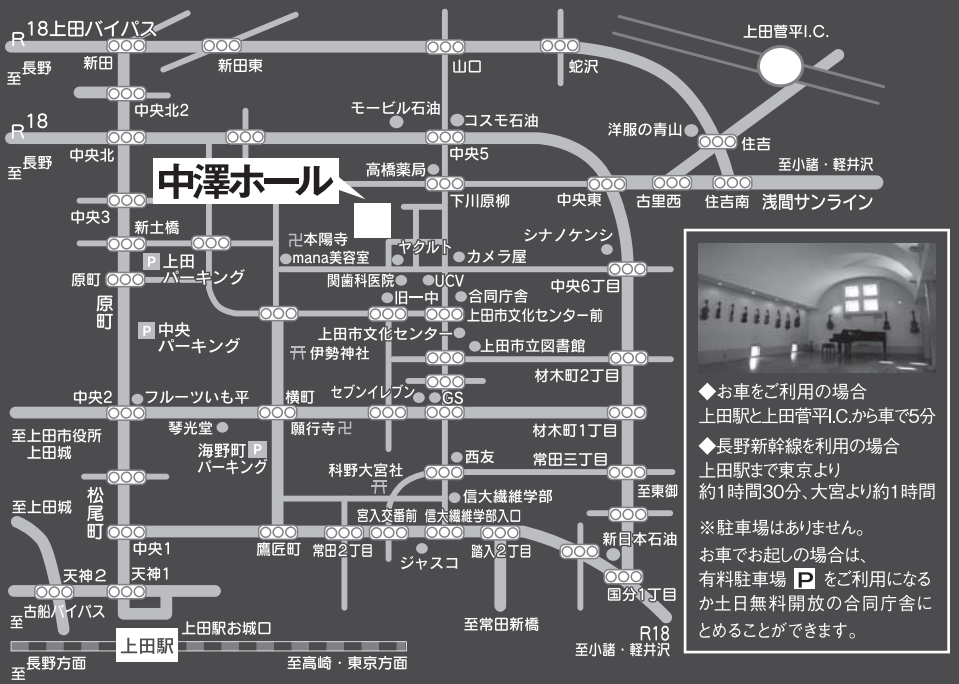 R18上田バイパス
至長野
新田
新田東
山口
蛇沢
上田菅平I.C.
中央北2
モービル石油
コスモ石油
洋服の青山
住吉
R18
至長野
中央北
中央5
至小諸・軽井沢
高橋薬局
中澤ホール
下川原柳
中央東
古里西
住吉南
浅間サンライン
中央3
新土橋
卍本陽寺
ヤクルト
カメラ屋
シナノケンシ
P上田
パーキング
mana美容室
原町
関歯科医院
UCV
中央6丁目
原町
旧一中
合同庁舎
上田市文化センター前
P中央
パーキング
上田市文化センター
伊勢神社
上田市立図書館
材木町2丁目
中央2
フルーツいも平
横町
セブンイレブン
GS
至上田市役所
上田城
琴光堂
願行寺卍
材木町1丁目
海野町P
パーキング
科野大宮社
西友
常田三丁目
至東御
松尾町
至上田城
信大繊維学部
宮入交番前
信大繊維学部入口
中央1
鷹匠町
常田2丁目
ジャスコ
踏入2丁目
新日本石油
天神2
天神1
国分1丁目
至古船バイパス
上田駅お城口
至常田新橋
R18
至小諸・軽井沢
上田駅
至長野方面
至高崎・東京方面
◆お車をご利用の場合
上田駅と上田菅平I.C.から車で5分
◆長野新幹線を利用の場合
上田駅まで東京より
約1時間30分、大宮より約1時間
※駐車場はありません。
お車でお起しの場合は、
有料駐車場 P をご利用になる
か土日無料開放の合同庁舎に
とめることができます。